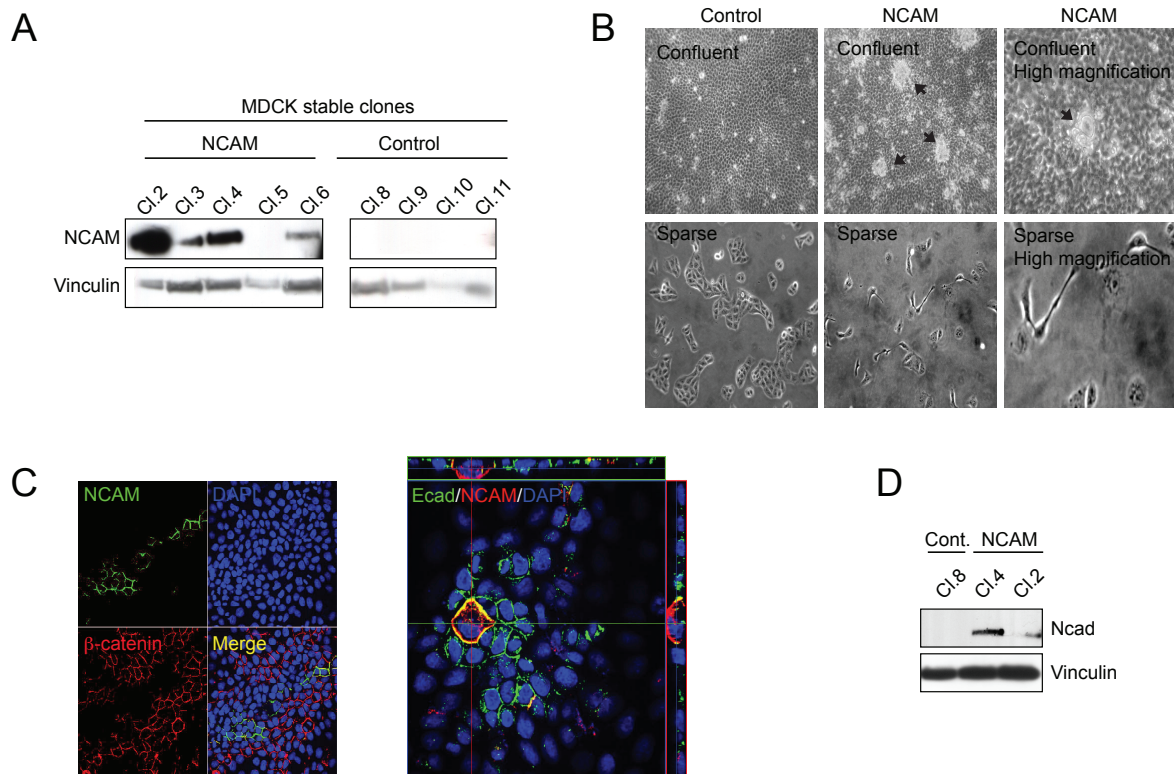 A
MDCK stable clones
NCAM Control
Cl.2 Cl.3 Cl.4 Cl.5 Cl.6 Cl.8 Cl.9 Cl.10 Cl.11
NCAM
Vinculin
B
Control NCAM NCAM
Confluent Confluent Confluent
High magnification
Sparse Sparse Sparse
High magnification
C
NCAM DAPI
β-catenin Merge
Ecad/NCAM/DAPI
D
Cont. NCAM
Cl.8 Cl.4 Cl.2
Ncad
Vinculin